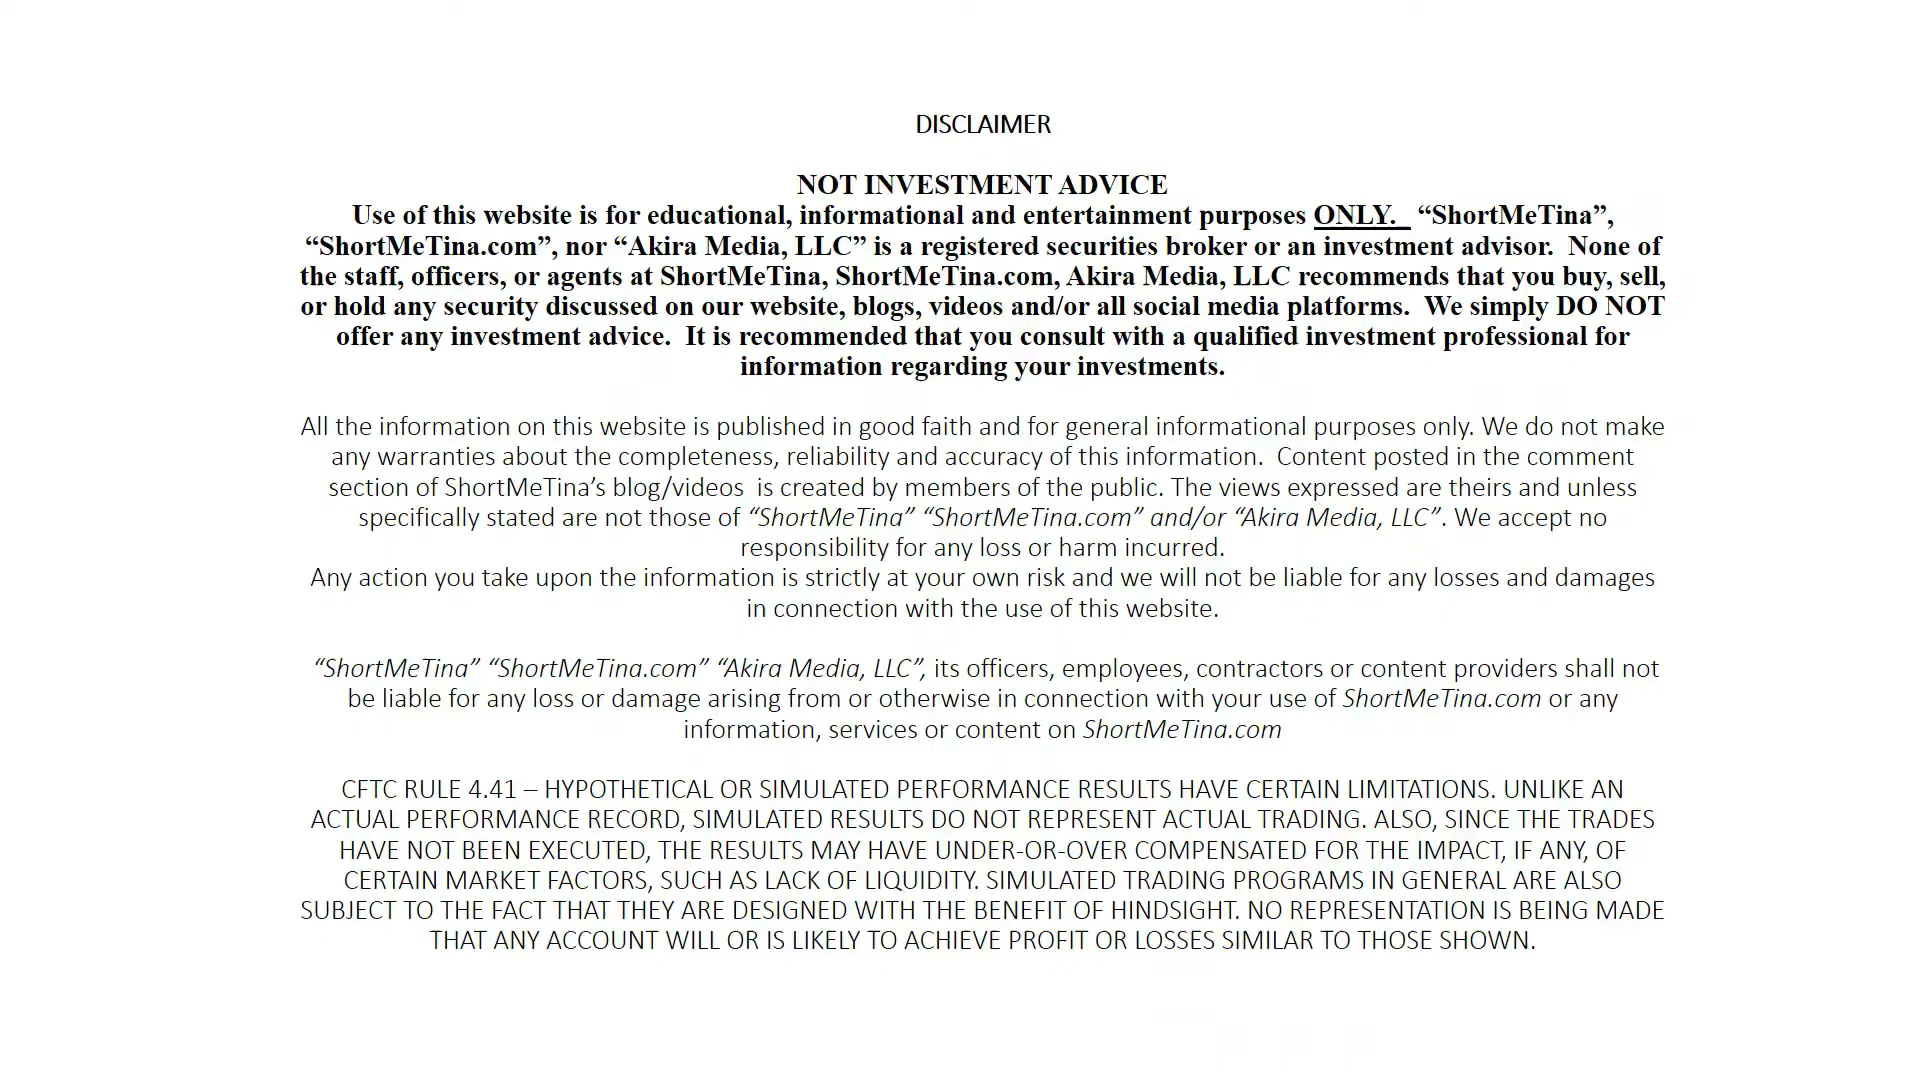 DISCLAIMER
NOT INVESTMENT ADVICE
Use of this website is for educational, informational and entertainment purposes ONLY.  “ShortMeTina”,
“ShortMeTina.com”, nor “Akira Media, LLC” is a registered securities broker or an investment advisor.  None of
the staff, officers, or agents at ShortMeTina, ShortMeTina.com, Akira Media, LLC recommends that you buy, sell,
or hold any security discussed on our website, blogs, videos and/or all social media platforms.  We simply DO NOT
offer any investment advice.  It is recommended that you consult with a qualified investment professional for
information regarding your investments.
All the information on this website is published in good faith and for general informational purposes only. We do not make
any warranties about the completeness, reliability and accuracy of this information.  Content posted in the comment
section of ShortMeTina’s blog/videos  is created by members of the public. The views expressed are theirs and unless
specifically stated are not those of “ShortMeTina” “ShortMeTina.com” and/or “Akira Media, LLC”. We accept no
responsibility for any loss or harm incurred.
Any action you take upon the information is strictly at your own risk and we will not be liable for any losses and damages
in connection with the use of this website.
“ShortMeTina” “ShortMeTina.com” “Akira Media, LLC”, its officers, employees, contractors or content providers shall not
be liable for any loss or damage arising from or otherwise in connection with your use of ShortMeTina.com or any
information, services or content on ShortMeTina.com
CFTC RULE 4.41 – HYPOTHETICAL OR SIMULATED PERFORMANCE RESULTS HAVE CERTAIN LIMITATIONS. UNLIKE AN
ACTUAL PERFORMANCE RECORD, SIMULATED RESULTS DO NOT REPRESENT ACTUAL TRADING. ALSO, SINCE THE TRADES
HAVE NOT BEEN EXECUTED, THE RESULTS MAY HAVE UNDER-OR-OVER COMPENSATED FOR THE IMPACT, IF ANY, OF
CERTAIN MARKET FACTORS, SUCH AS LACK OF LIQUIDITY. SIMULATED TRADING PROGRAMS IN GENERAL ARE ALSO
SUBJECT TO THE FACT THAT THEY ARE DESIGNED WITH THE BENEFIT OF HINDSIGHT. NO REPRESENTATION IS BEING MADE
THAT ANY ACCOUNT WILL OR IS LIKELY TO ACHIEVE PROFIT OR LOSSES SIMILAR TO THOSE SHOWN.